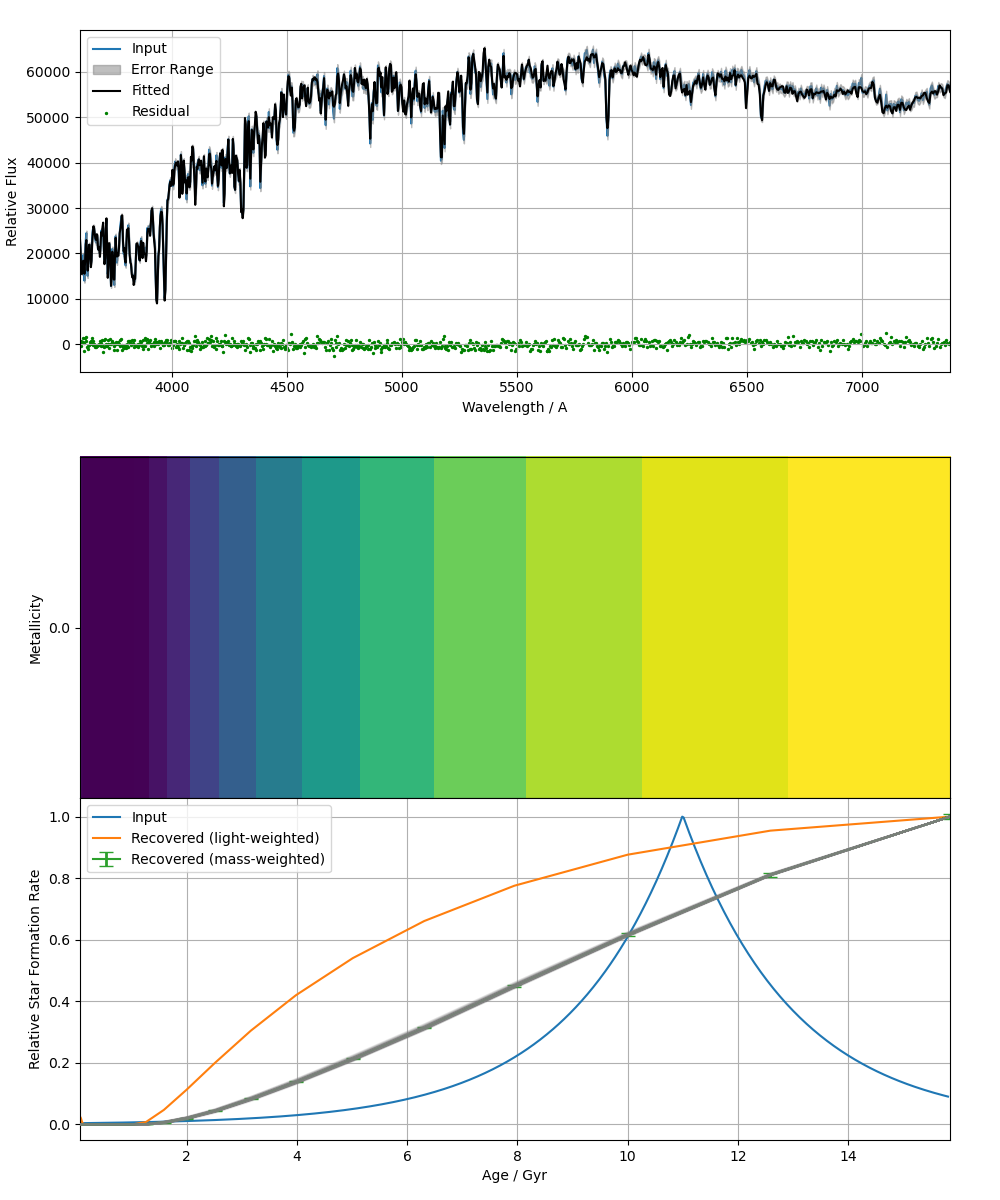 Input
Error Range
Fitted
Residual
60000
50000
40000
30000
20000
10000
0
Relative Flux
4000 4500 5000 5500 6000 6500 7000
Wavelength / A
Metallicity
0.0
Input
Recovered (light-weighted)
Recovered (mass-weighted)
1.0
0.8
0.6
0.4
0.2
0.0
Relative Star Formation Rate
2 4 6 8 10 12 14
Age / Gyr